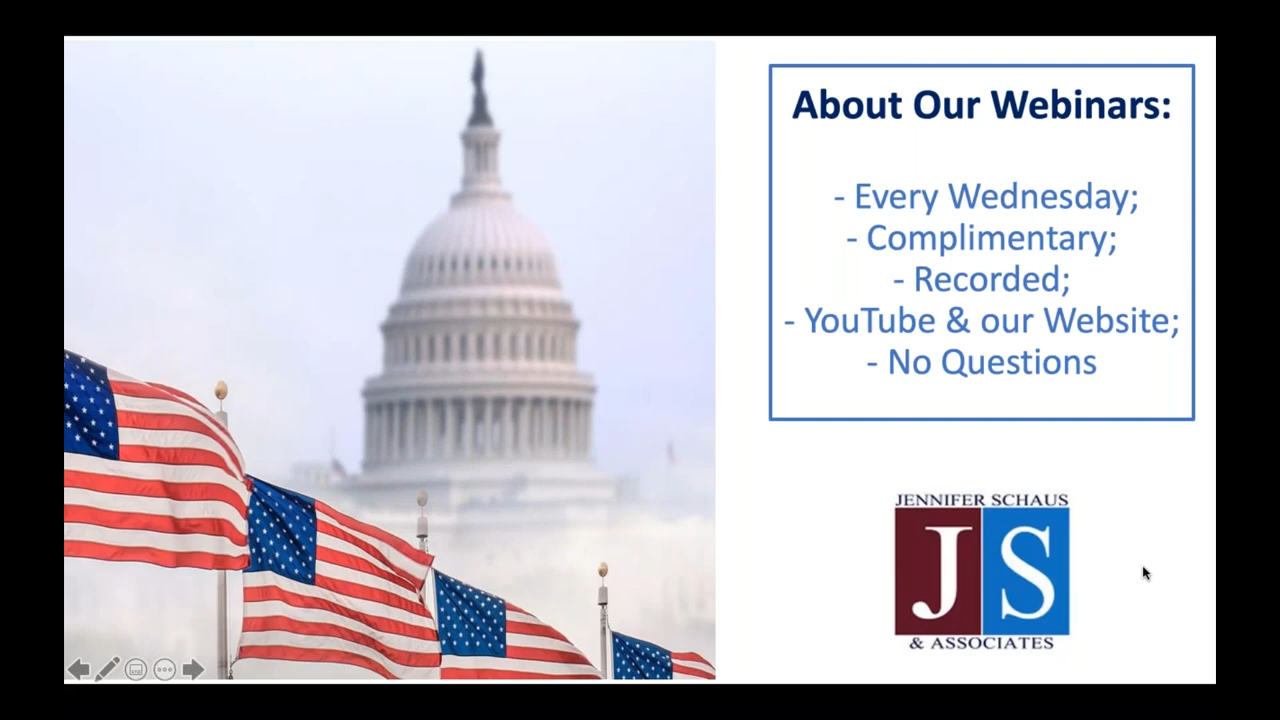 About Our Webinars:
- Every Wednesday;
- Complimentary;
- Recorded;
- YouTube & our Website;
- No Questions
JENNIFER SCHAUS
JS
& ASSOCIATES